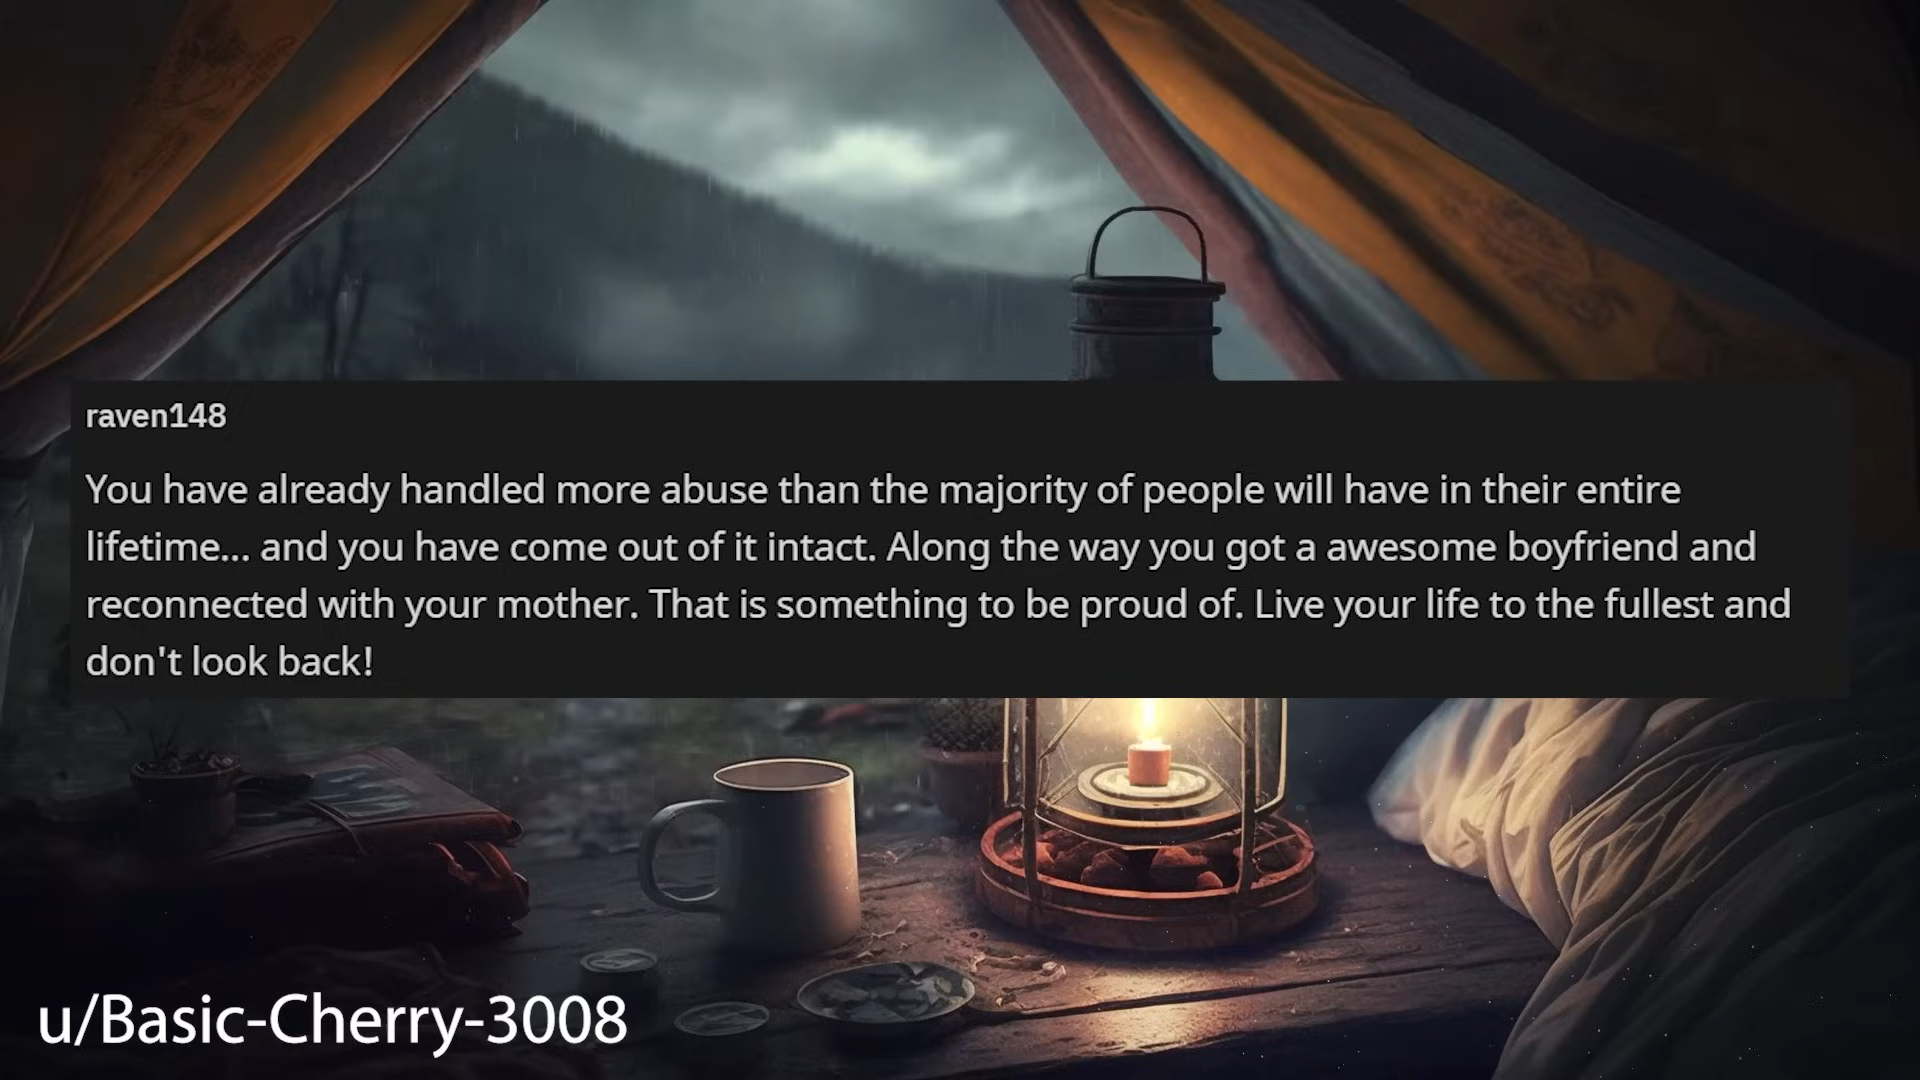 raven148
You have already handled more abuse than the majority of people will have in their entire
lifetime... and you have come out of it intact. Along the way you got a awesome boyfriend and
reconnected with your mother. That is something to be proud of. Live your life to the fullest and
don't look back!
u/Basic-Cherry-3008